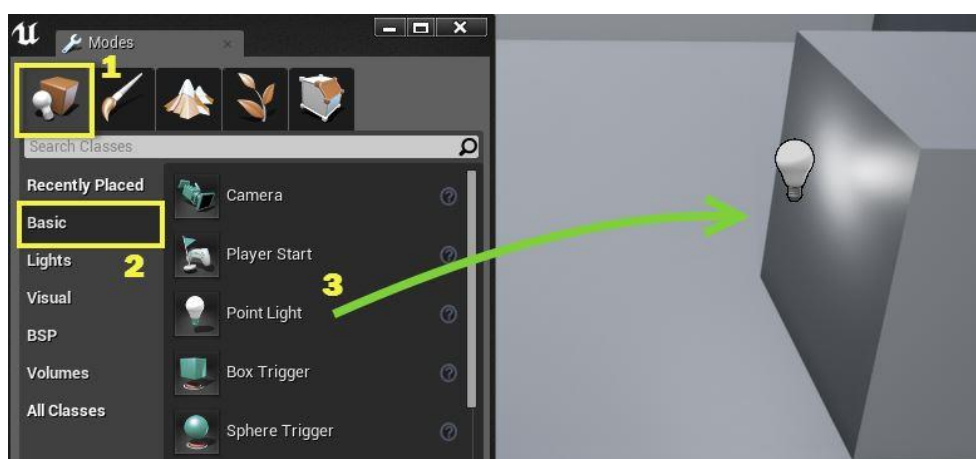 Modes
1
Search Classes
Recently Placed
Basic
2
Lights
Visual
BSP
Volumes
All Classes
Camera
Player Start
3
Point Light
Box Trigger
Sphere Trigger